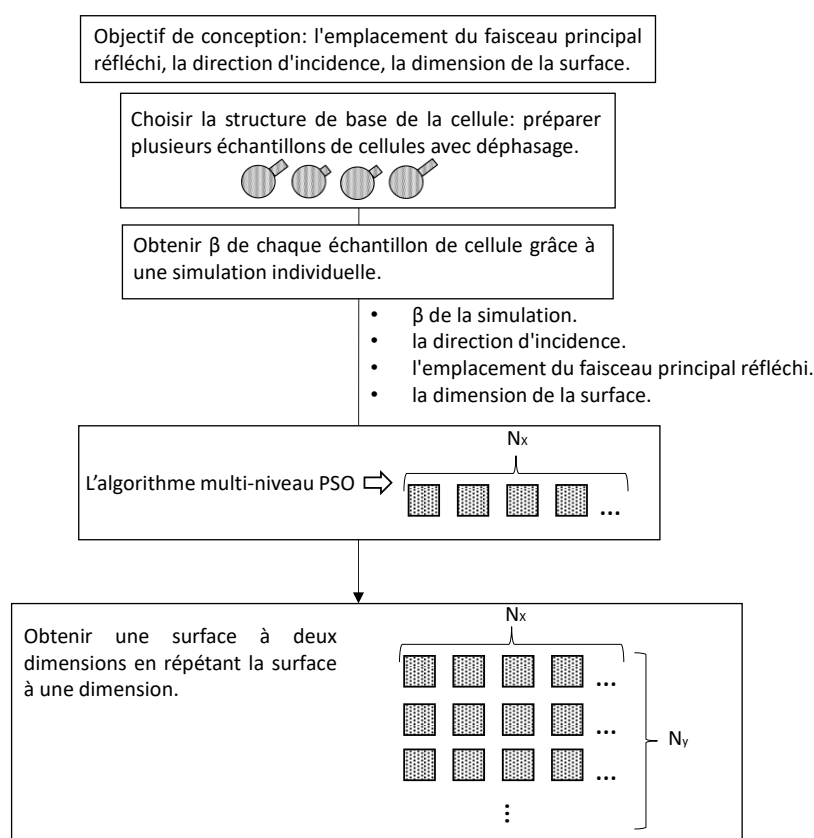 Objectif de conception: l'emplacement du faisceau principal
réfléchi, la direction d'incidence, la dimension de la surface.
Choisir la structure de base de la cellule: préparer
plusieurs échantillons de cellules avec déphasage.
Obtenir β de chaque échantillon de cellule grâce à
une simulation individuelle.
• β de la simulation.
• la direction d'incidence.
• l'emplacement du faisceau principal réfléchi.
• la dimension de la surface.
Nx
L'algorithme multi-niveau PSO
...
Nx
Obtenir une surface à deux
dimensions en répétant la surface
à une dimension.
...
...
Ny
...
⋮